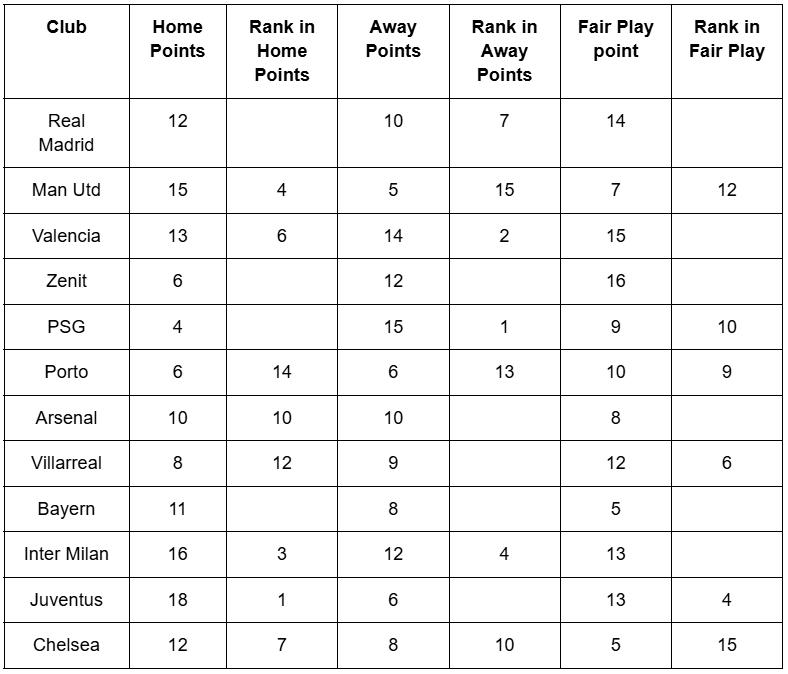 Club Home Points Rank in Home Points Away Points Rank in Away Points Fair Play point Rank in Fair Play
Real Madrid 12 10 7 14
Man Utd 15 4 5 15 7 12
Valencia 13 6 14 2 15
Zenit 6 12 16
PSG 4 15 1 9 10
Porto 6 14 6 13 10 9
Arsenal 10 10 10 8
Villarreal 8 12 9 12 6
Bayern 11 8 5
Inter Milan 16 3 12 4 13
Juventus 18 1 6 13 4
Chelsea 12 7 8 10 5 15